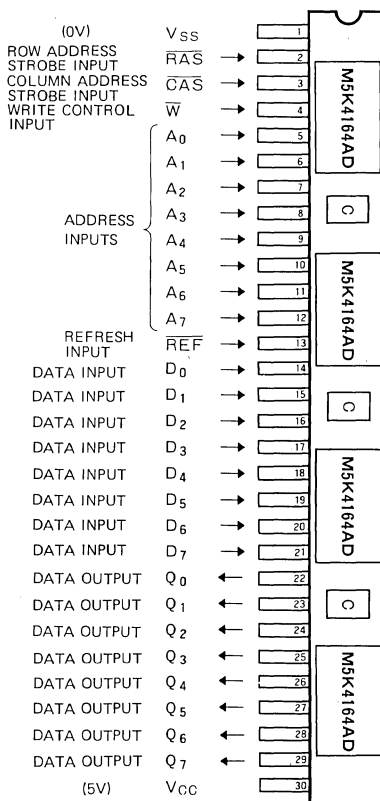 (0V) VSS 1
ROW ADDRESS STROBE INPUT R̅A̅S̅ → 2
COLUMN ADDRESS STROBE INPUT C̅A̅S̅ → 3
WRITE CONTROL INPUT W̅ → 4
A0 → 5
A1 → 6
A2 → 7
ADDRESS INPUTS A3 → 8
A4 → 9
A5 → 10
A6 → 11
A7 → 12
REFRESH INPUT R̅E̅F̅ → 13
DATA INPUT D0 → 14
DATA INPUT D1 → 15
DATA INPUT D2 → 16
DATA INPUT D3 → 17
DATA INPUT D4 → 18
DATA INPUT D5 → 19
DATA INPUT D6 → 20
DATA INPUT D7 → 21
DATA OUTPUT Q0 ← 22
DATA OUTPUT Q1 ← 23
DATA OUTPUT Q2 ← 24
DATA OUTPUT Q3 ← 25
DATA OUTPUT Q4 ← 26
DATA OUTPUT Q5 ← 27
DATA OUTPUT Q6 ← 28
DATA OUTPUT Q7 ← 29
(5V) VCC 30
M5K4164AD
C
M5K4164AD
C
M5K4164AD
C
M5K4164AD